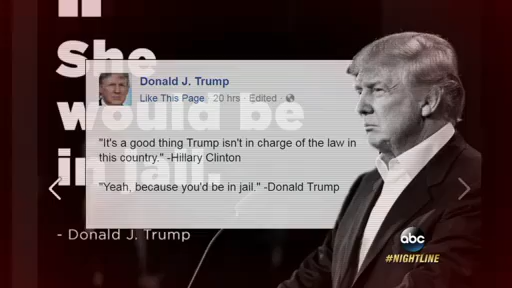 "
She
would be
in jail.
- Donald J. Trump
Donald J. Trump
Like This Page · 20 hrs · Edited ·
"It's a good thing Trump isn't in charge of the law in
this country." -Hillary Clinton
"Yeah, because you'd be in jail." -Donald Trump
abc
#NIGHTLINE